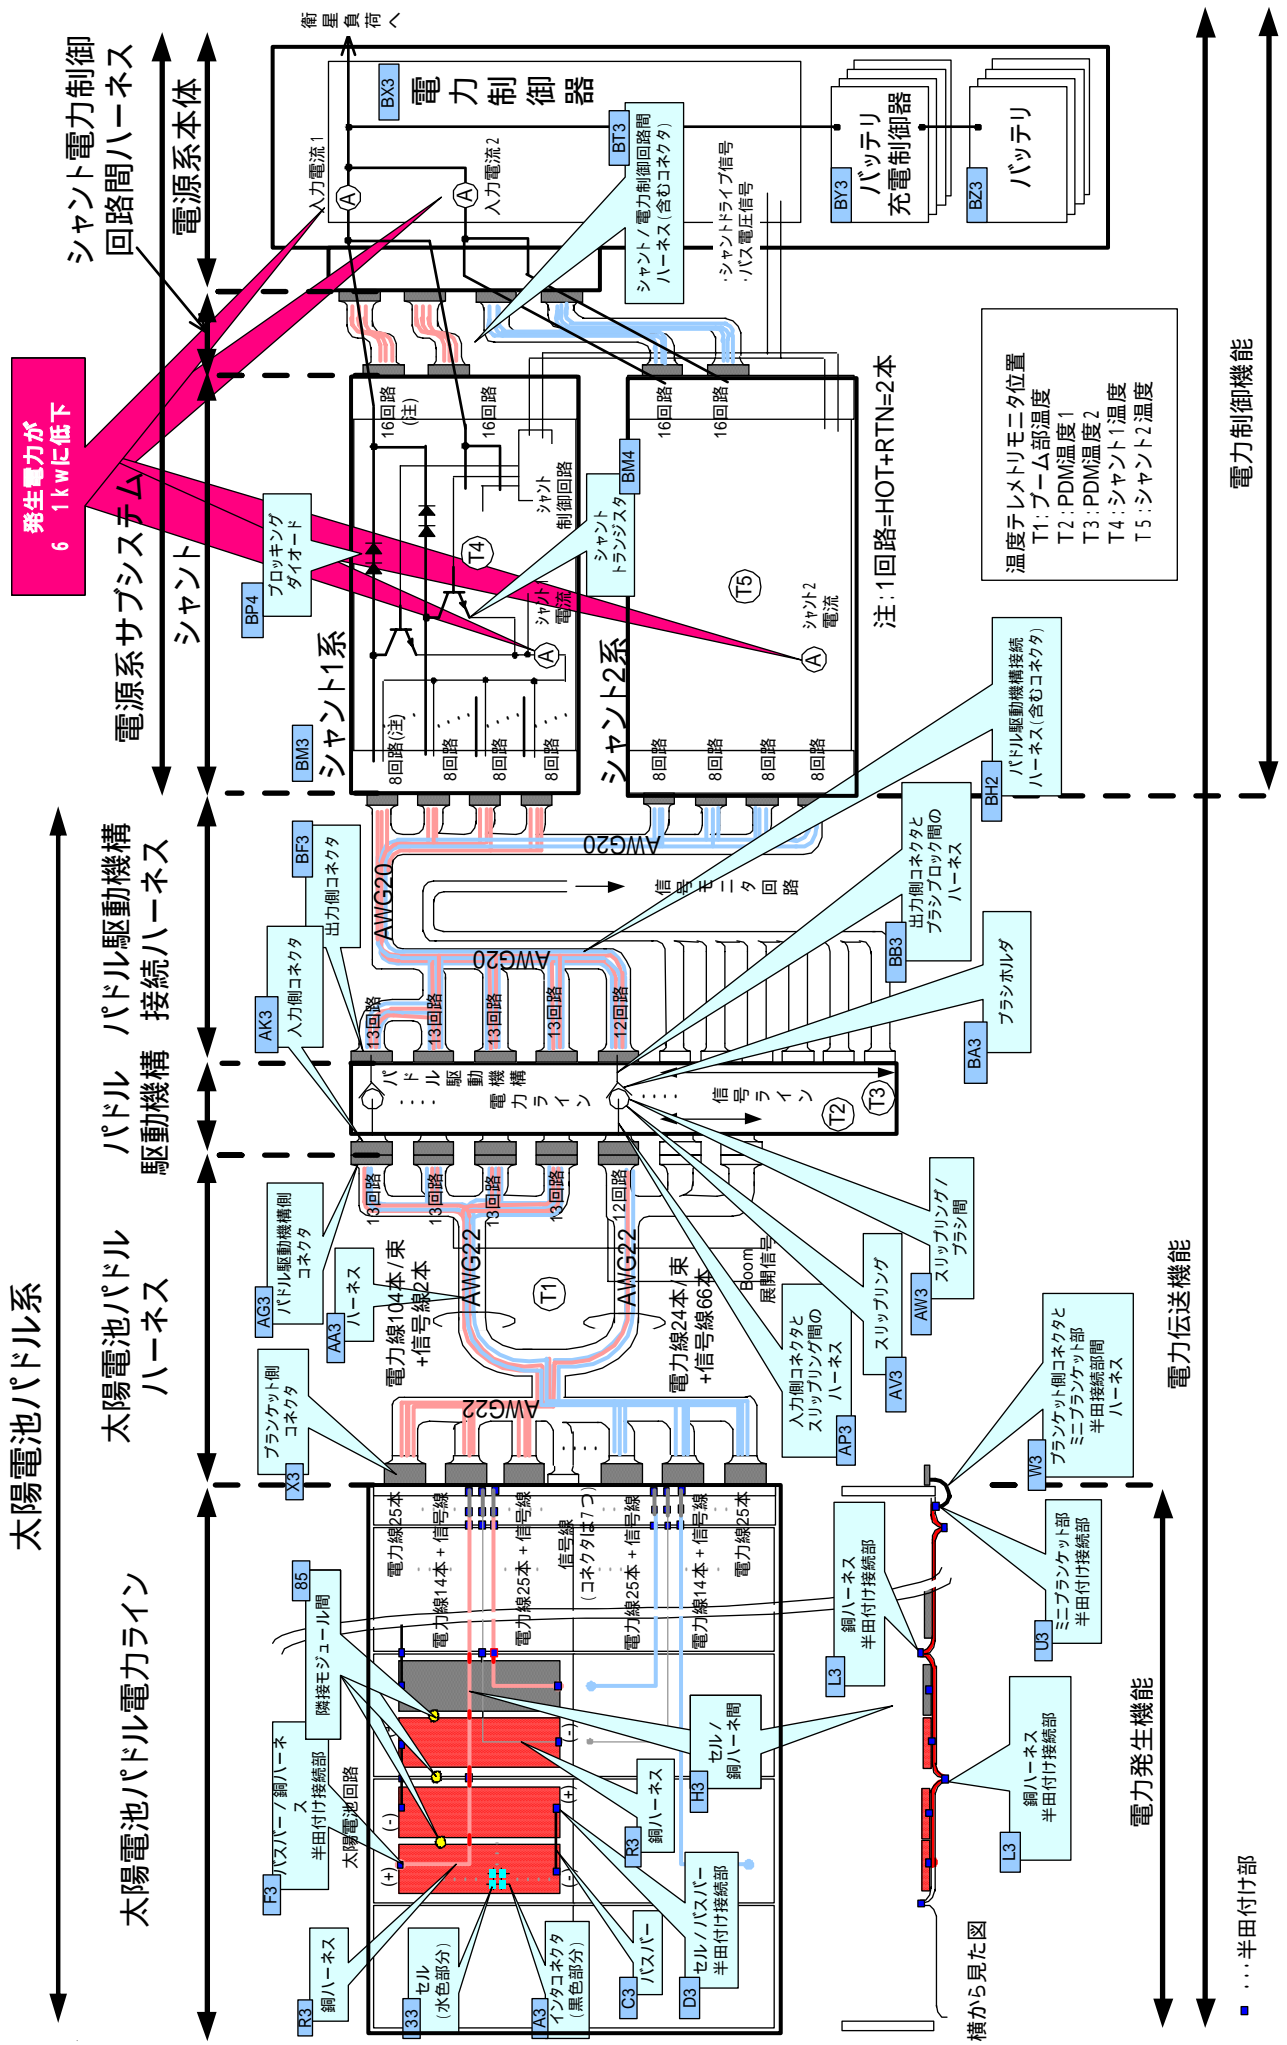 太陽電池パドル系
電源系サブシステム
太陽電池パドル電力ライン
太陽電池パドル
ハーネス
パドル
駆動機構
パドル駆動機構
接続ハーネス
シャント
シャント電力制御
回路間ハーネス
電源系本体
発生電力が
6 1kwに低下
R3
銅ハーネス
F3
バスバー/銅ハーネ
ス
半田付け接続部
85
隣接モジュール間
太陽電池回路
33
セル
(水色部分)
A3
インタコネクタ
(黒色部分)
C3
バスバー
D3
セル/バスバー
半田付け接続部
R3
銅ハーネス
H3
セル/
銅ハーネ間
(+)
(-)
(+)
(-)
(-)
電力線25本
電力線14本+信号線
電力線25本+信号線
信号線
(コネクタは7つ)
電力線25本+信号線
電力線14本+信号線
電力線25本
X3
ブランケット側
コネクタ
AWG22
AA3
ハーネス
AG3
パドル駆動機構側
コネクタ
電力線104本/束
+信号線2本
AWG22
T1
AWG22
電力線24本/束
+信号線66本
Boom
展開信号
13回路
13回路
13回路
13回路
12回路
AK3
入力側コネクタ
BF3
出力側コネクタ
パドル駆動機構
電力ライン
信号ライン
T2
T3
13回路
13回路
13回路
13回路
12回路
AWG20
AWG20
AWG20
信号モニタ回路
AP3
入力側コネクタと
スリップリング間の
ハーネス
AV3
スリップリング
AW3
スリップリング/
ブラシ間
BA3
ブラシホルダ
BB3
出力側コネクタと
ブラシブロック間の
ハーネス
BH2
パドル駆動機構接続
ハーネス(含むコネクタ)
BM3
シャント1系
8回路(注)
8回路
8回路
8回路
BP4
ブロッキング
ダイオード
T4
シャント1
電流
A
シャント
制御回路
16回路
(注)
16回路
BM4
シャント
トランジスタ
シャント2系
8回路
8回路
8回路
8回路
T5
シャント2
電流
A
16回路
16回路
注:1回路=HOT+RTN=2本
BT3
シャント/電力制御回路間
ハーネス(含むコネクタ)
・シャントドライブ信号
・バス電圧信号
衛星負荷へ
BX3
電力制御器
入力電流1
A
入力電流2
A
BY3
バッテリ
充電制御器
BZ3
バッテリ
温度テレメトリモニタ位置
T1:ブーム部温度
T2:PDM温度1
T3:PDM温度2
T4:シャント1温度
T5:シャント2温度
L3
銅ハーネス
半田付け接続部
L3
銅ハーネス
半田付け接続部
U3
ミニブランケット部
半田付け接続部
W3
ブランケット側コネクタと
ミニブランケット部
半田接続部間
ハーネス
横から見た図
電力発生機能
電力伝送機能
電力制御機能
■ ・・・半田付け部